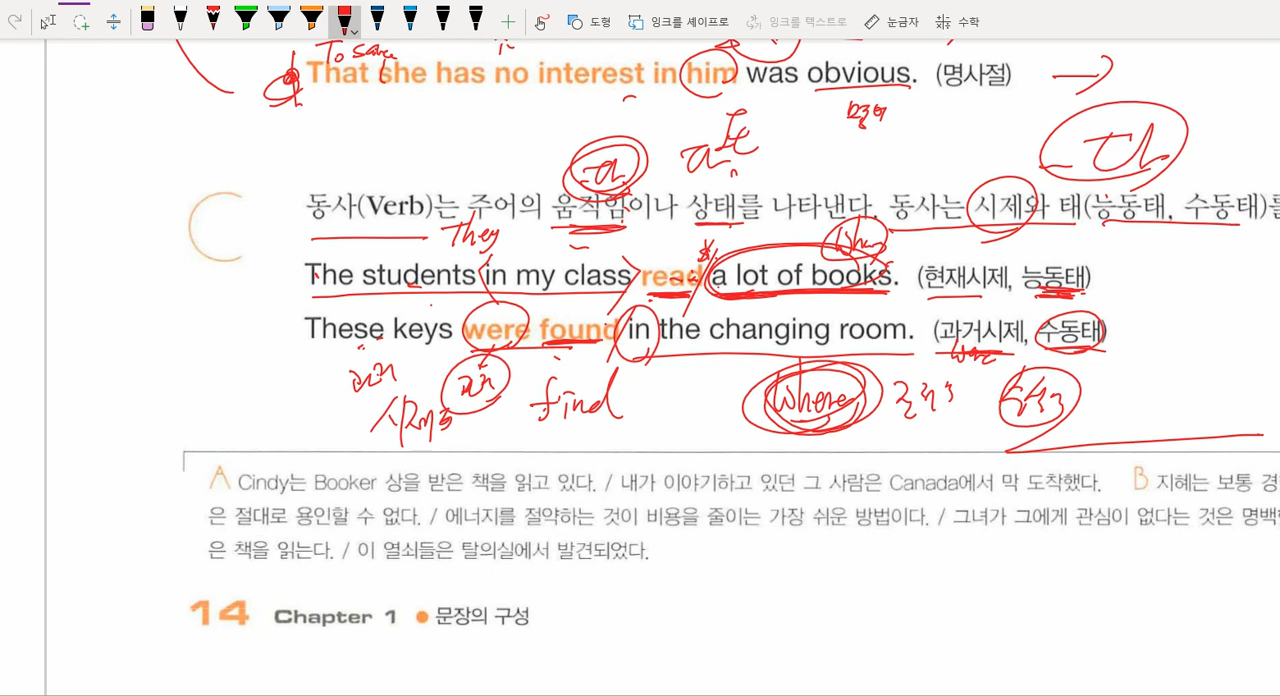 도형 잉크를 셰이프로 잉크를 텍스트로 눈금자 수학
To save
That she has no interest in him was obvious. (명사절)
동사(Verb)는 주어의 움직임이나 상태를 나타낸다. 동사는 시제와 태(능동태, 수동태)를
They
The students in my class read a lot of books. (현재시제, 능동태)
These keys were found in the changing room. (과거시제, 수동태)
find
where
A Cindy는 Booker 상을 받은 책을 읽고 있다. / 내가 이야기하고 있던 그 사람은 Canada에서 막 도착했다. B 지혜는 보통 경
은 절대로 용인할 수 없다. / 에너지를 절약하는 것이 비용을 줄이는 가장 쉬운 방법이다. / 그녀가 그에게 관심이 없다는 것은 명백
은 책을 읽는다. / 이 열쇠들은 탈의실에서 발견되었다.
14 Chapter 1 ● 문장의 구성